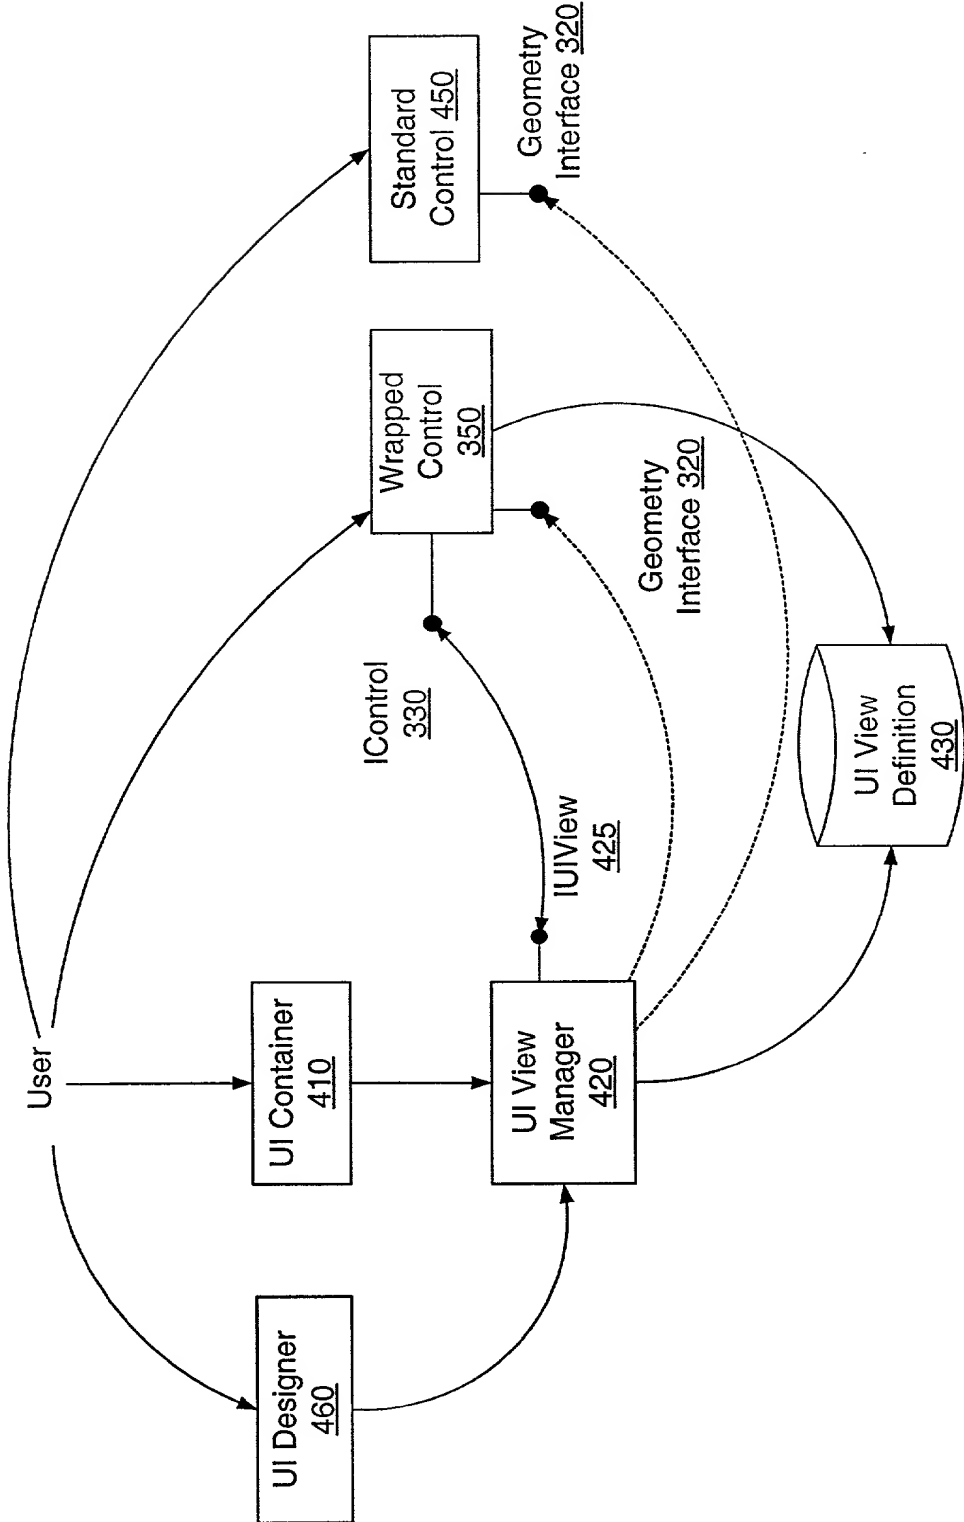 User
UI Designer
460
UI Container
410
UI View
Manager
420
IUIView
425
IControl
330
Wrapped
Control
350
Geometry
Interface 320
Standard
Control 450
Geometry
Interface 320
UI View
Definition
430